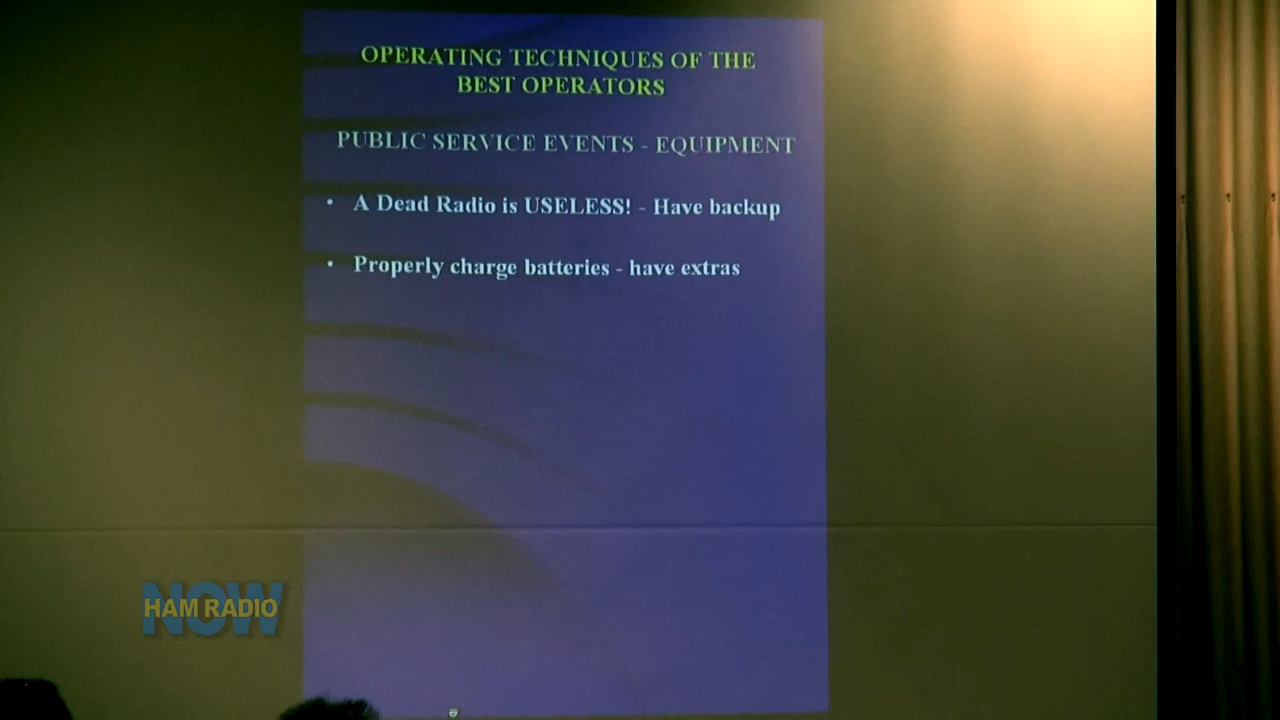 OPERATING TECHNIQUES OF THE
BEST OPERATORS
PUBLIC SERVICE EVENTS - EQUIPMENT
• A Dead Radio is USELESS! - Have backup
• Properly charge batteries - have extras
NOW
HAM RADIO